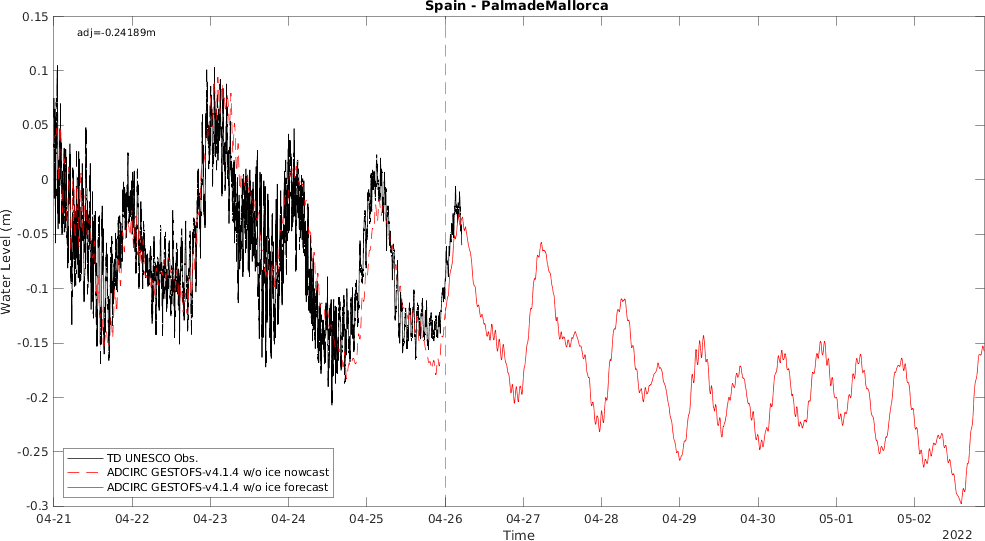 Spain - PalmadeMallorca
adj=-0.24189m
0.15
0.1
0.05
0
-0.05
-0.1
-0.15
-0.2
-0.25
-0.3
Water Level (m)
TD UNESCO Obs.
ADCIRC GESTOFS-v4.1.4 w/o ice nowcast
ADCIRC GESTOFS-v4.1.4 w/o ice forecast
04-21 04-22 04-23 04-24 04-25 04-26 04-27 04-28 04-29 04-30 05-01 05-02
Time
2022